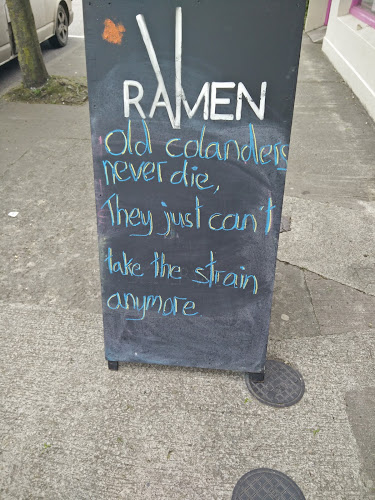 RAMEN
Old colanders
never die,
They just can't
take the strain
anymore